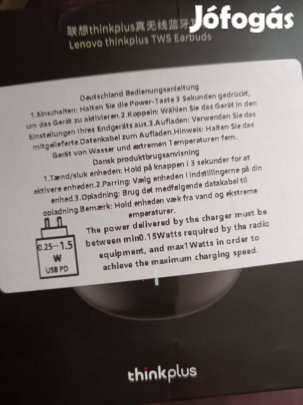 Jófogás
联想thinkplus真无线蓝牙
Lenovo thinkplus TWS Earbuds
Deutschland Bedienungsanleitung
1.Einschalten: Halten Sie die Power-Taste 3 Sekunden gedrückt,
um das Gerät zu aktivieren.2.Koppeln: Wählen Sie das Gerät in den
Einstellungen Ihres Endgeräts aus.3.Aufladen: Verwenden Sie das
mitgelieferte Datenkabel zum Aufladen.Hinweis: Halten Sie das
Gerät von Wasser und extremen Temperaturen fern.
Dansk produktbrugsanvisning
1.Tænd/sluk enheden: Hold på knappen i 3 sekunder for at
aktivere enheden.2.Parring: Vælg enheden i indstillingerne på din
enhed.3.Opladning: Brug det medfølgende datakabel til
opladning.Bemærk: Hold enheden væk fra vand og ekstreme
temperaturer.
The power delivered by the charger must be
between min0.15Watts required by the radio
equipment, and max1Watts in order to
achieve the maximum charging speed.
0.25-1.5
W
USB PD
thinkplus